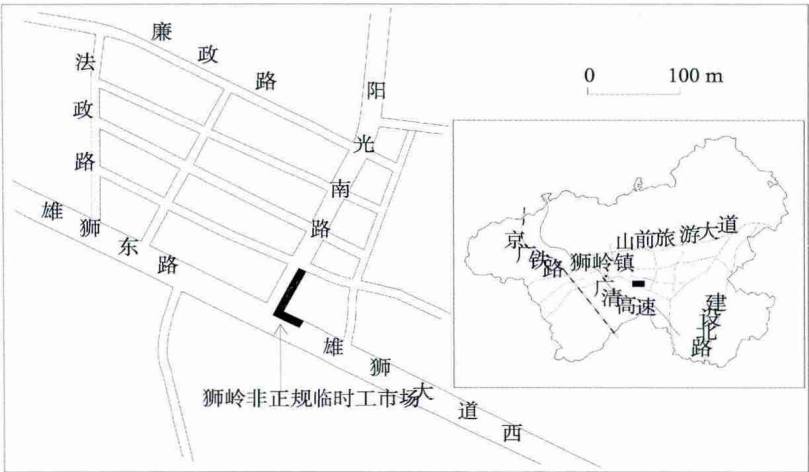 廉政路
法政路
阳光南路
0 100 m
雄狮东路
雄狮大道西
狮岭非正规临时工市场
京广铁路
狮岭镇
山前旅游大道
广清高速
建设北路